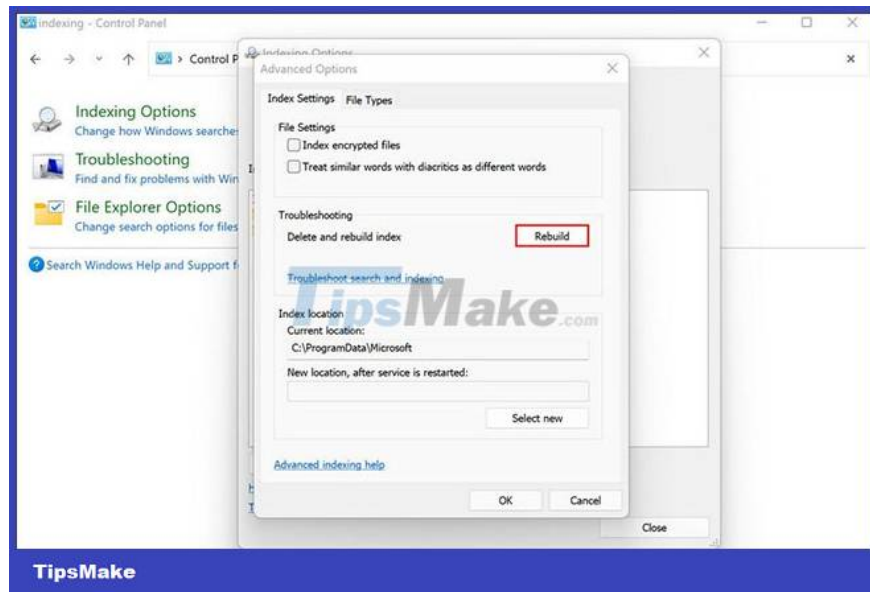 indexing - Control Panel
Control P
Indexing Options
Advanced Options
Index Settings File Types
Indexing Options
Change how Windows searche
File Settings
Index encrypted files
Treat similar words with diacritics as different words
Troubleshooting
Find and fix problems with Win
File Explorer Options
Change search options for files
Troubleshooting
Delete and rebuild index Rebuild
Search Windows Help and Support f
Troubleshoot search and indexing
TipsMake.com
Index location
Current location:
C:\ProgramData\Microsoft
New location, after service is restarted:
Select new
Advanced indexing help
OK Cancel
Close
TipsMake